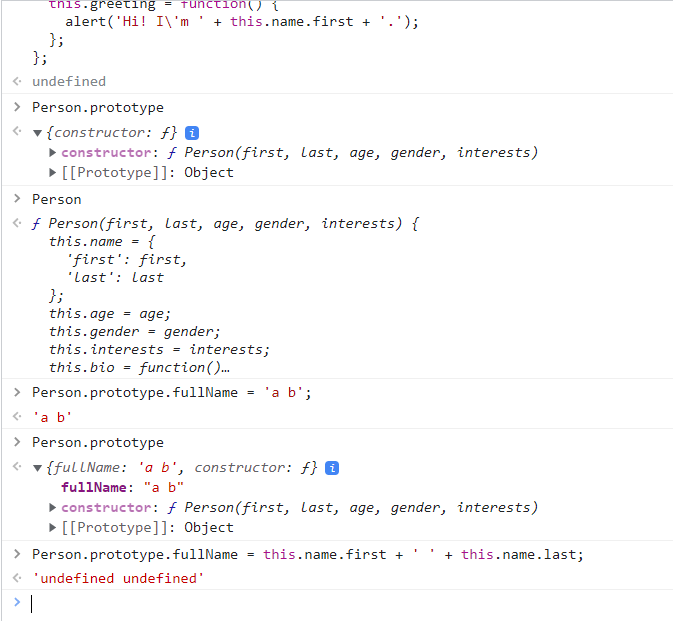 this.greeting = function() {
alert('Hi! I\'m ' + this.name.first + '.');
};
};
undefined
Person.prototype
{constructor: ƒ} i
constructor: ƒ Person(first, last, age, gender, interests)
[[Prototype]]: Object
Person
ƒ Person(first, last, age, gender, interests) {
this.name = {
'first': first,
'last': last
};
this.age = age;
this.gender = gender;
this.interests = interests;
this.bio = function()…
Person.prototype.fullName = 'a b';
'a b'
Person.prototype
{fullName: 'a b', constructor: ƒ} i
fullName: "a b"
constructor: ƒ Person(first, last, age, gender, interests)
[[Prototype]]: Object
Person.prototype.fullName = this.name.first + ' ' + this.name.last;
'undefined undefined'